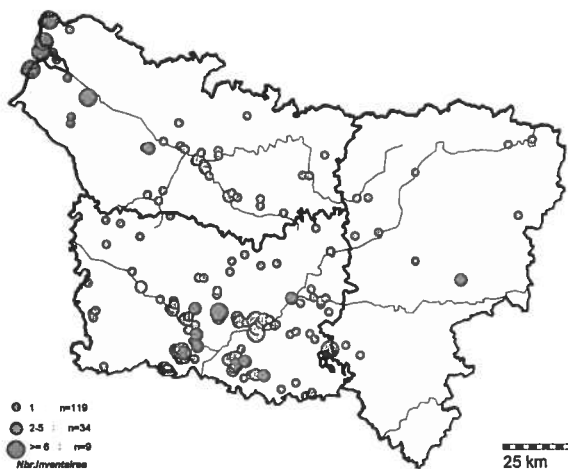 1 n=119
2-5 : n=34
>= 6 : n=9
Nbr.Inventaires
25 km